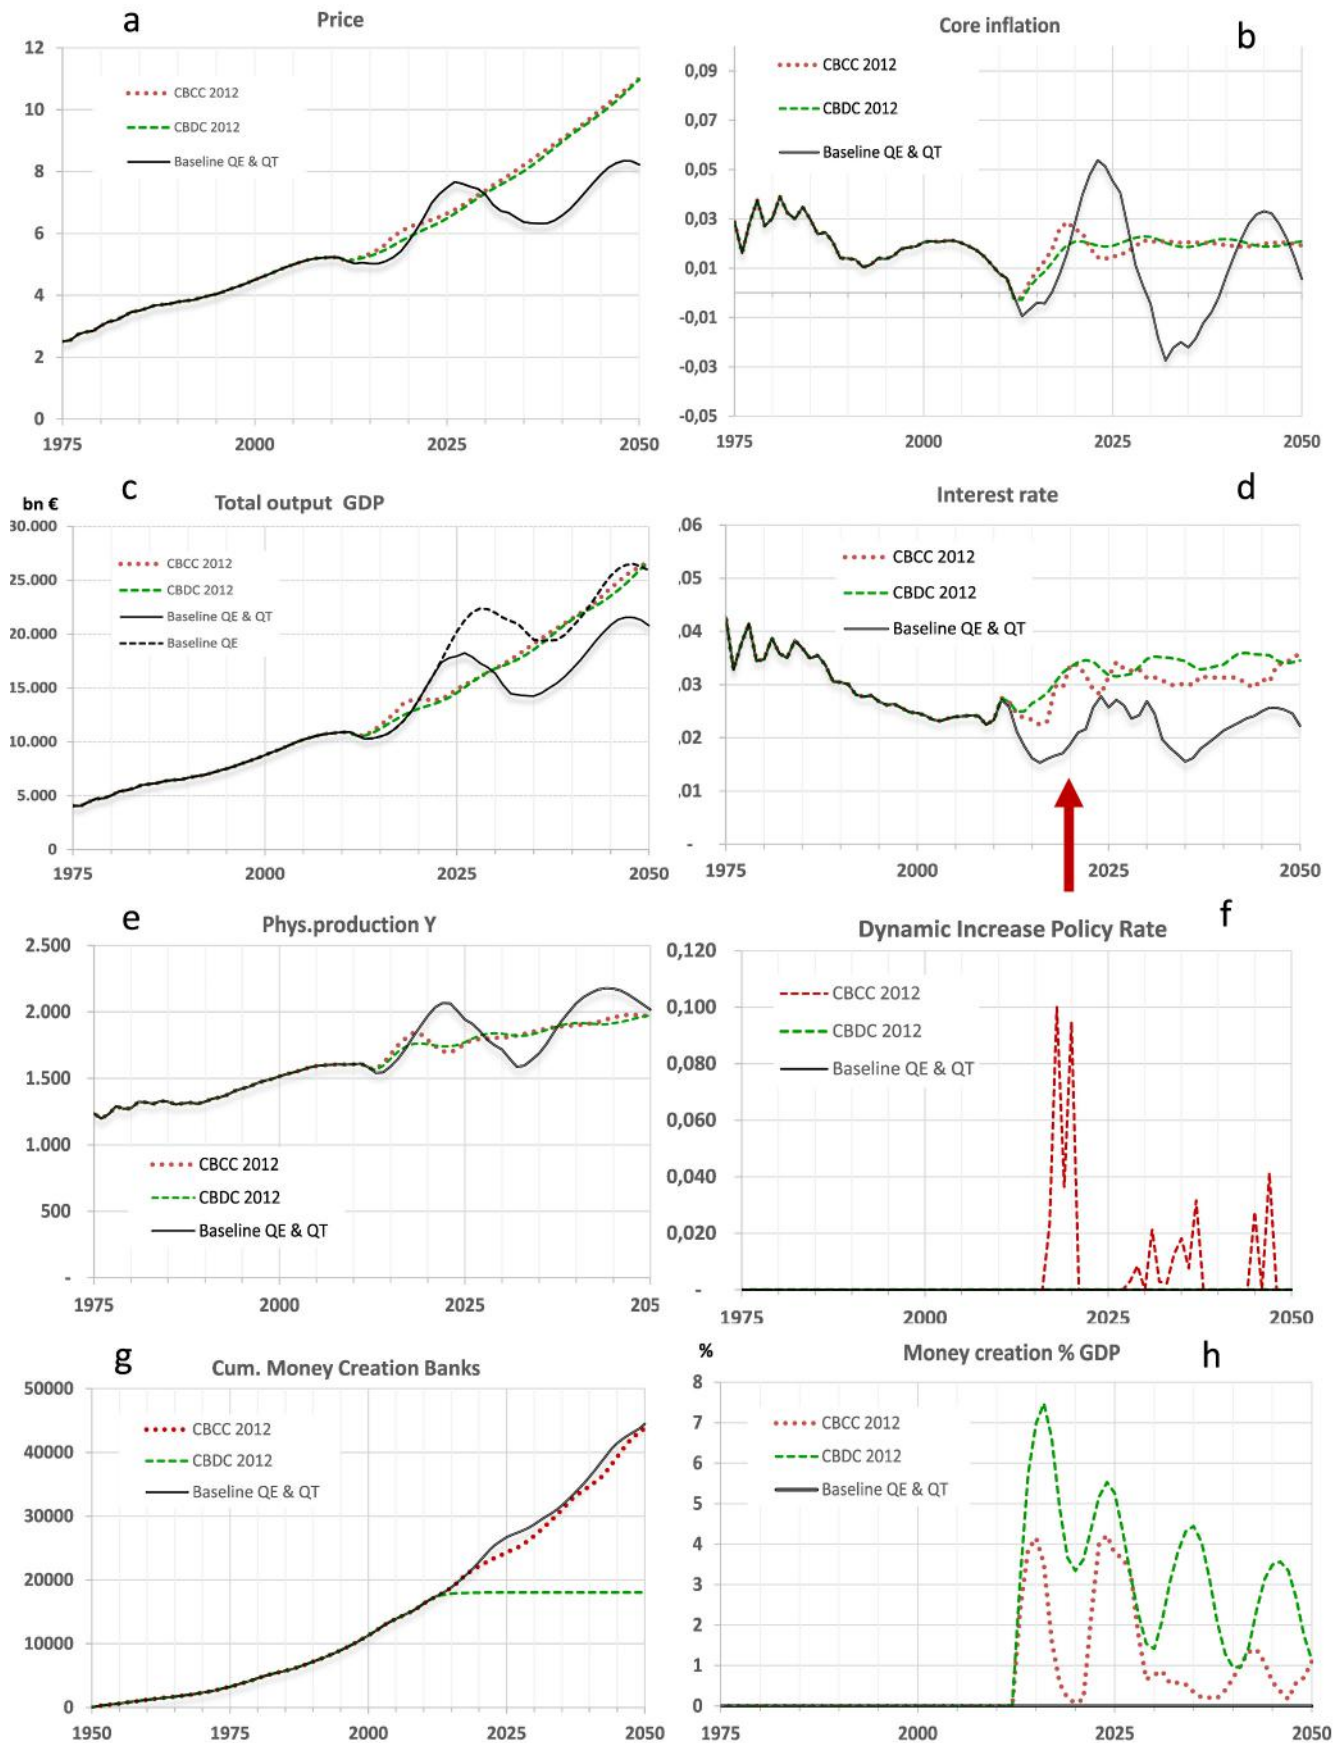 a
Price
12
10
8
6
4
2
0
CBCC 2012
CBDC 2012
Baseline QE & QT
1975
2000
2025
2050
Core inflation
b
0,09
0,07
0,05
0,03
0,01
-0,01
-0,03
-0,05
CBCC 2012
CBDC 2012
Baseline QE & QT
1975
2000
2025
2050
c
bn €
Total output GDP
30.000
25.000
20.000
15.000
10.000
5.000
0
CBCC 2012
CBDC 2012
Baseline QE & QT
Baseline QE
1975
2000
2025
2050
Interest rate
d
,06
,05
,04
,03
,02
,01
-
CBCC 2012
CBDC 2012
Baseline QE & QT
1975
2000
2025
2050
e
Phys.production Y
2.500
2.000
1.500
1.000
500
-
CBCC 2012
CBDC 2012
Baseline QE & QT
1975
2000
2025
205
f
Dynamic Increase Policy Rate
0,120
0,100
0,080
0,060
0,040
0,020
-
CBCC 2012
CBDC 2012
Baseline QE & QT
1975
2000
2025
2050
g
Cum. Money Creation Banks
50000
40000
30000
20000
10000
0
CBCC 2012
CBDC 2012
Baseline QE & QT
1950
1975
2000
2025
2050
%
Money creation % GDP
h
8
7
6
5
4
3
2
1
0
CBCC 2012
CBDC 2012
Baseline QE & QT
1975
2000
2025
2050